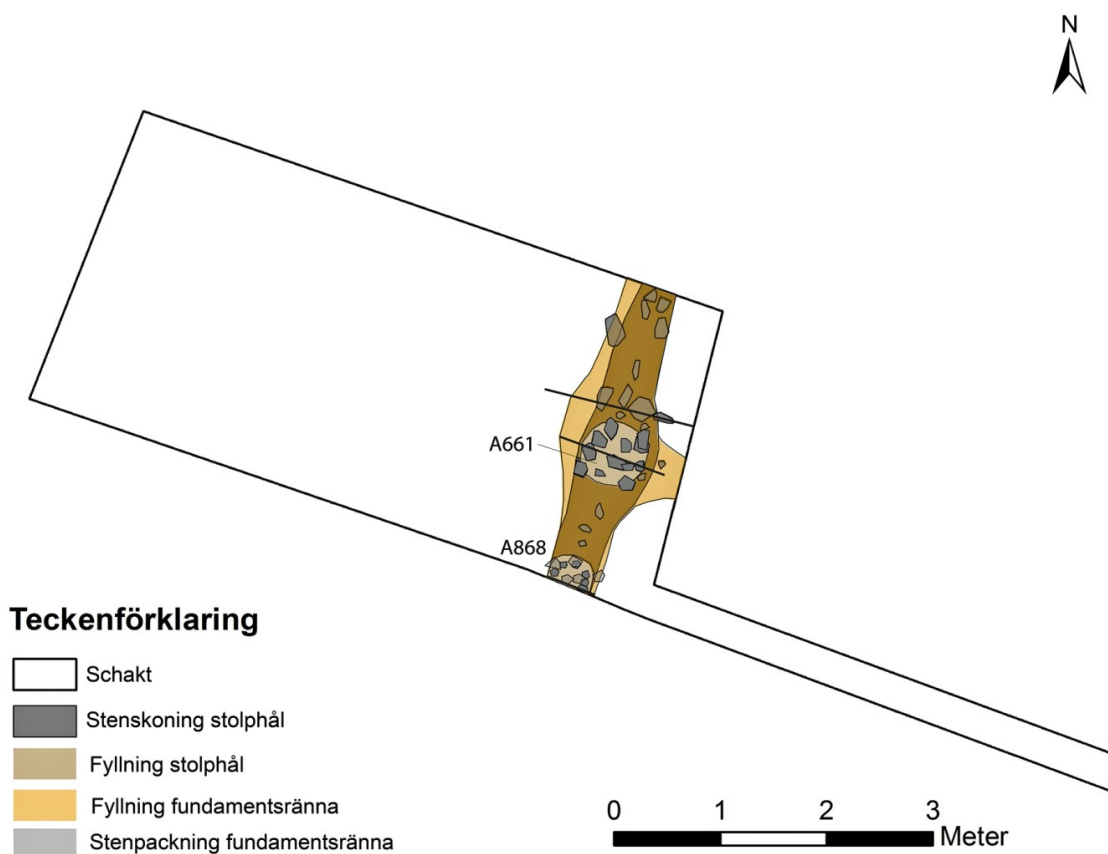 N
A661
A868
Teckenförklaring
Schakt
Stenskoning stolphål
Fyllning stolphål
Fyllning fundamentsränna
Stenpackning fundamentsränna
0 1 2 3
Meter